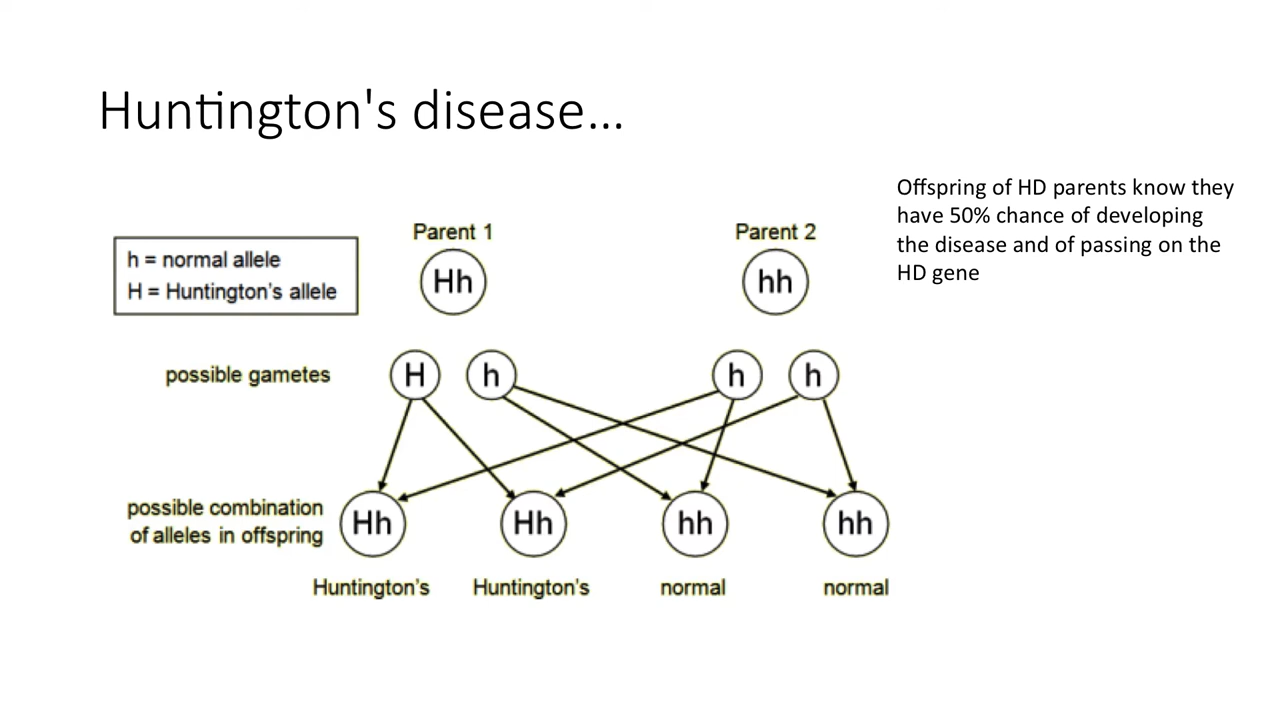 Huntington's disease...
Offspring of HD parents know they
have 50% chance of developing
the disease and of passing on the
HD gene
Parent 1
Parent 2
h = normal allele
H = Huntington's allele
Hh
hh
possible gametes
H
h
h
h
possible combination
of alleles in offspring
Hh
Hh
hh
hh
Huntington's
Huntington's
normal
normal